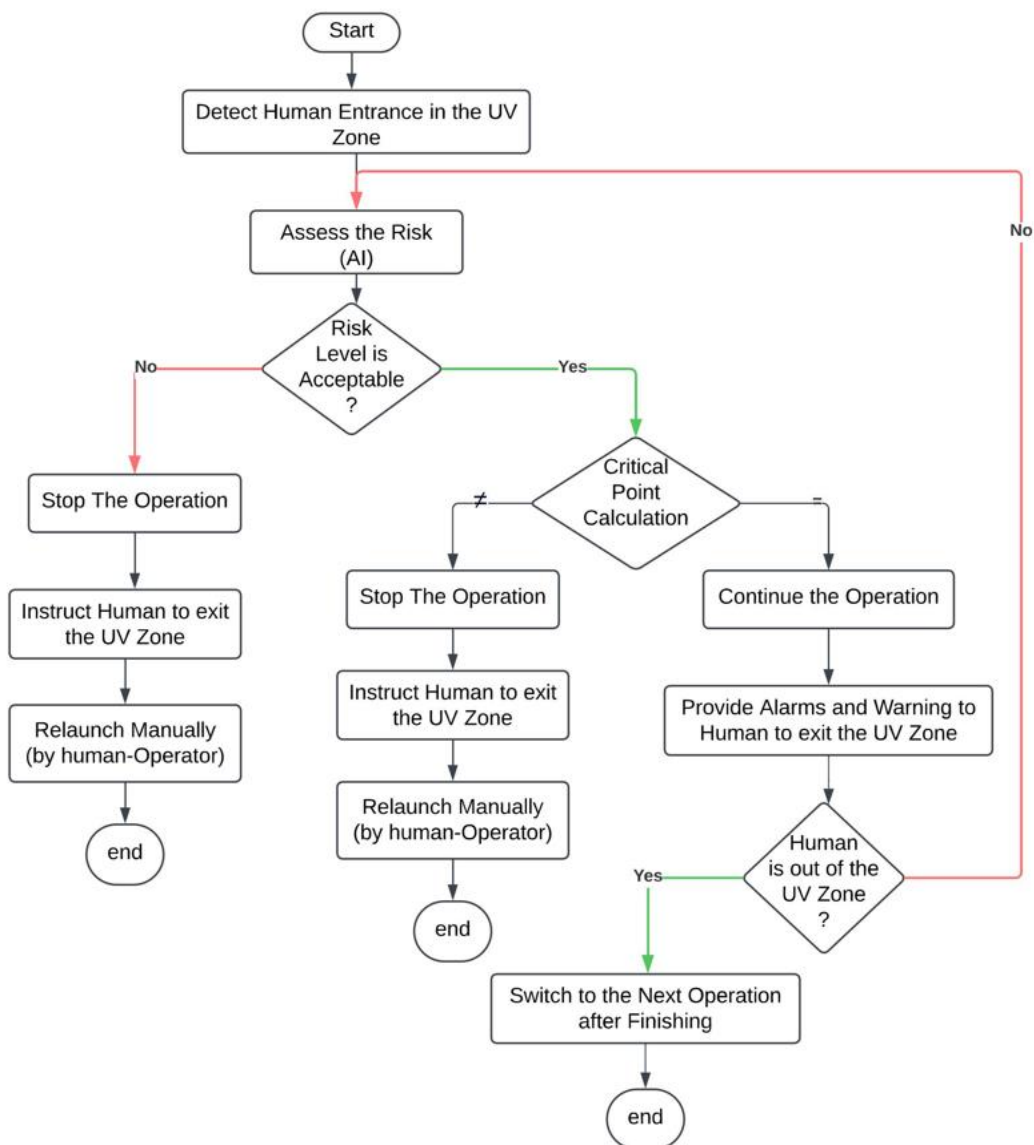 Start
Detect Human Entrance in the UV
Zone
No
Assess the Risk
(AI)
Risk
Level is
Acceptable
?
No
Yes
Critical
Point
Calculation
≠
=
Stop The Operation
Instruct Human to exit
the UV Zone
Relaunch Manually
(by human-Operator)
end
Stop The Operation
Instruct Human to exit
the UV Zone
Relaunch Manually
(by human-Operator)
end
Continue the Operation
Provide Alarms and Warning to
Human to exit the UV Zone
Human
is out of the
UV Zone
?
Yes
Switch to the Next Operation
after Finishing
end